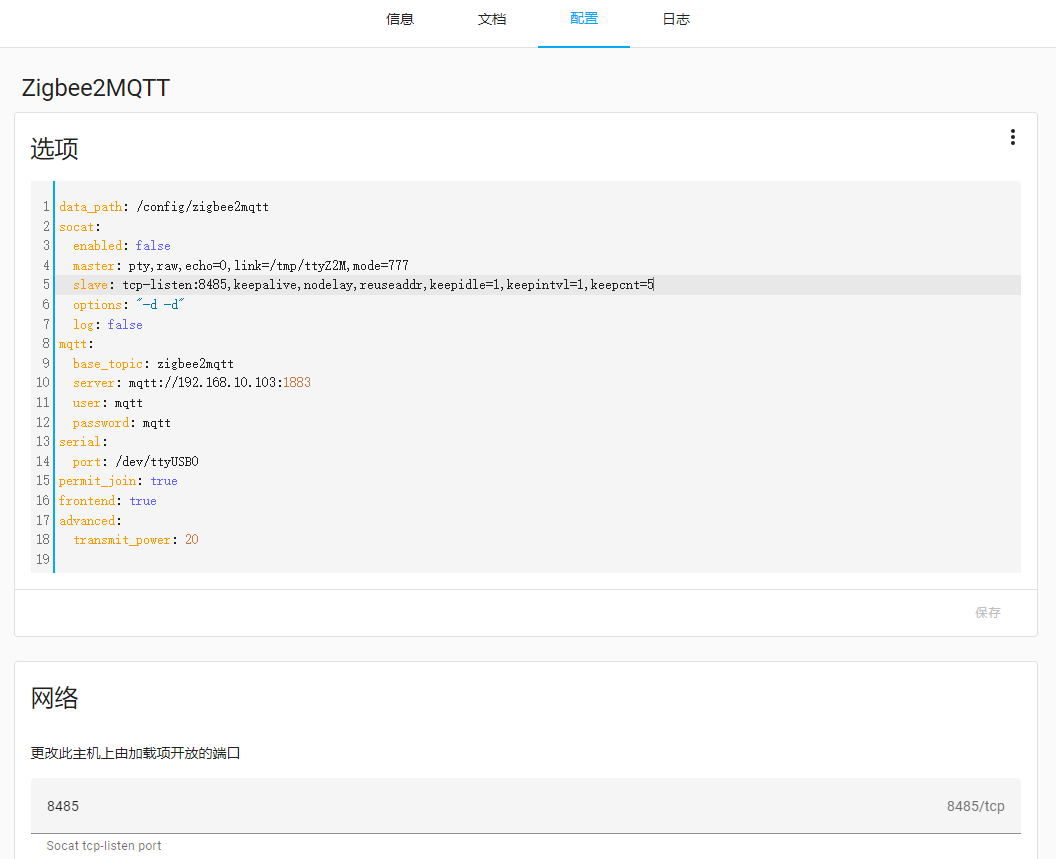 信息 文档 配置 日志
Zigbee2MQTT
选项
1 data_path: /config/zigbee2mqtt
2 socat:
3 enabled: false
4 master: pty,raw,echo=0,link=/tmp/ttyZ2M,mode=777
5 slave: tcp-listen:8485,keepalive,nodelay,reuseaddr,keepidle=1,keepintvl=1,keepcnt=5
6 options: "-d -d"
7 log: false
8 mqtt:
9 base_topic: zigbee2mqtt
10 server: mqtt://192.168.10.103:1883
11 user: mqtt
12 password: mqtt
13 serial:
14 port: /dev/ttyUSB0
15 permit_join: true
16 frontend: true
17 advanced:
18 transmit_power: 20
19
保存
网络
更改此主机上由加载项开放的端口
8485 8485/tcp
Socat tcp-listen port